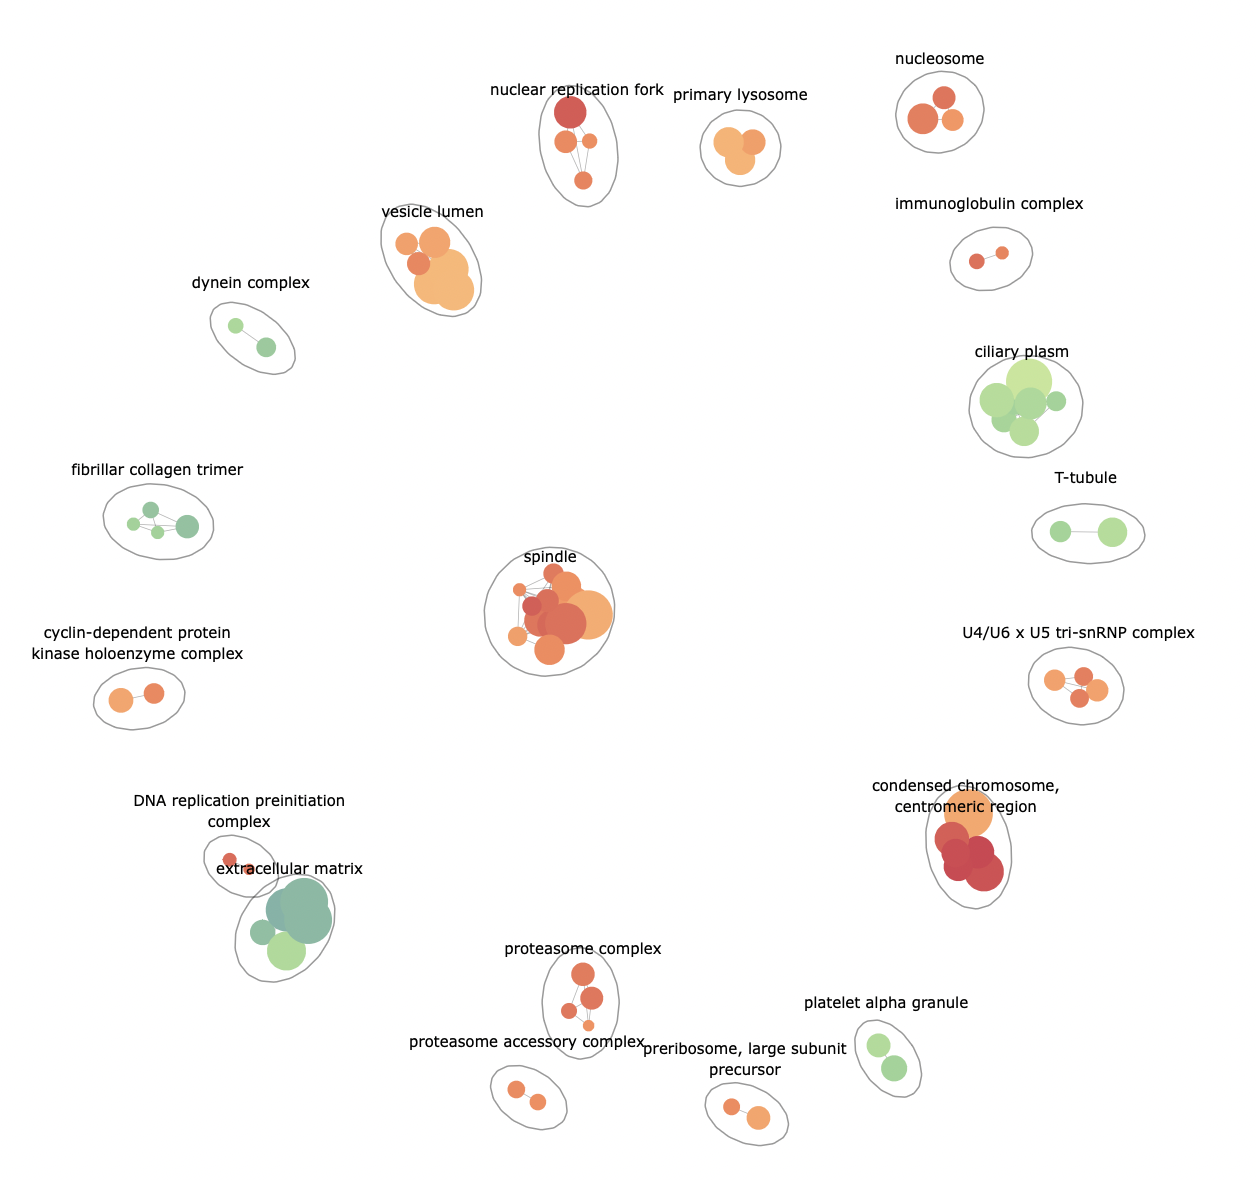 nucleosome
nuclear replication fork
primary lysosome
immunoglobulin complex
vesicle lumen
dynein complex
ciliary plasm
fibrillar collagen trimer
T-tubule
spindle
cyclin-dependent protein
kinase holoenzyme complex
U4/U6 x U5 tri-snRNP complex
condensed chromosome,
centromeric region
DNA replication preinitiation
complex
extracellular matrix
proteasome complex
platelet alpha granule
proteasome accessory complex
preribosome, large subunit
precursor